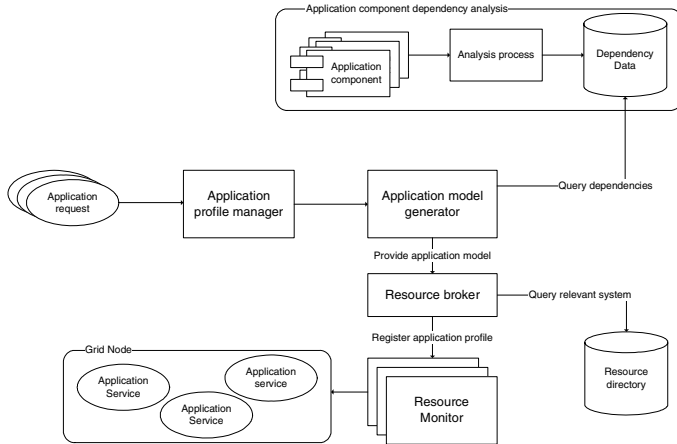 Application component dependency analysis
Application
component
Analysis process
Dependency
Data
Application
request
Application
profile manager
Application model
generator
Query dependencies
Provide application model
Resource broker
Query relevant system
Register application profile
Grid Node
Application
Service
Application
service
Application
Service
Resource
Monitor
Resource
directory